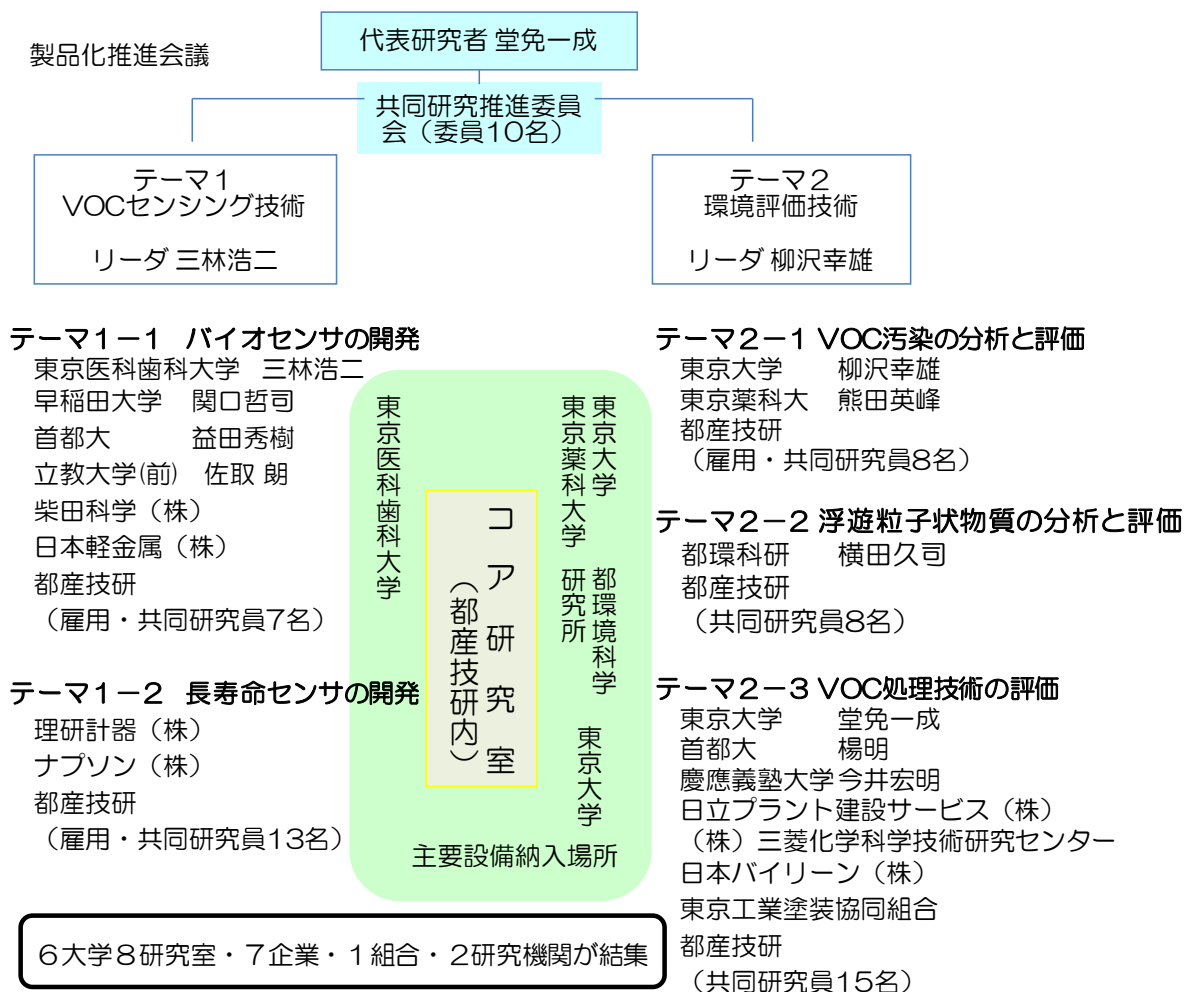 製品化推進会議
代表研究者 堂免一成
共同研究推進委員
会（委員10名）
テーマ１
VOCセンシング技術
リーダ 三林浩二
テーマ２
環境評価技術
リーダ 柳沢幸雄
テーマ１－１　バイオセンサの開発
東京医科歯科大学　三林浩二
早稲田大学　関口哲司
首都大　益田秀樹
立教大学(前)　佐取 朗
柴田科学（株）
日本軽金属（株）
都産技研
（雇用・共同研究員7名）
テーマ１－２　長寿命センサの開発
理研計器（株）
ナプソン（株）
都産技研
（雇用・共同研究員13名）
東京医科歯科大学
コア研究室
（都産技研内）
東京大学
東京薬科大学
都環境科学
研究所
東京大学
主要設備納入場所
テーマ２－１ VOC汚染の分析と評価
東京大学　柳沢幸雄
東京薬科大　熊田英峰
都産技研
（雇用・共同研究員8名）
テーマ２－２ 浮遊粒子状物質の分析と評価
都環科研　横田久司
都産技研
（共同研究員8名）
テーマ２－３ VOC処理技術の評価
東京大学　堂免一成
首都大　楊明
慶應義塾大学 今井宏明
日立プラント建設サービス（株）
（株）三菱化学科学技術研究センター
日本バイリーン（株）
東京工業塗装協同組合
都産技研
（共同研究員15名）
６大学８研究室・７企業・１組合・２研究機関が結集